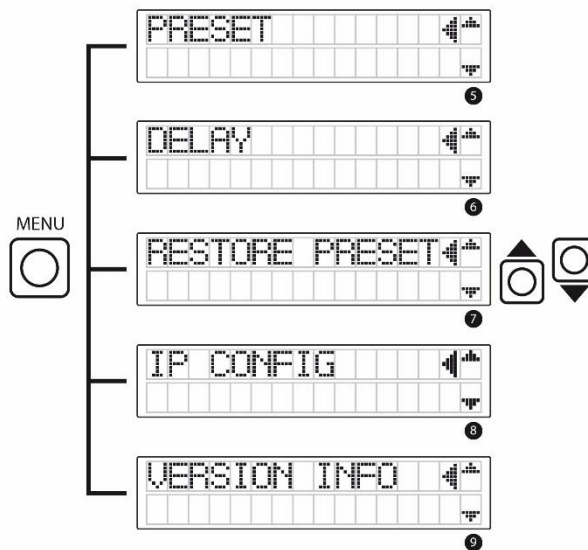 PRESET
5
DELAY
6
MENU
RESTORE PRESET
7
IP CONFIG
8
VERSION INFO
9